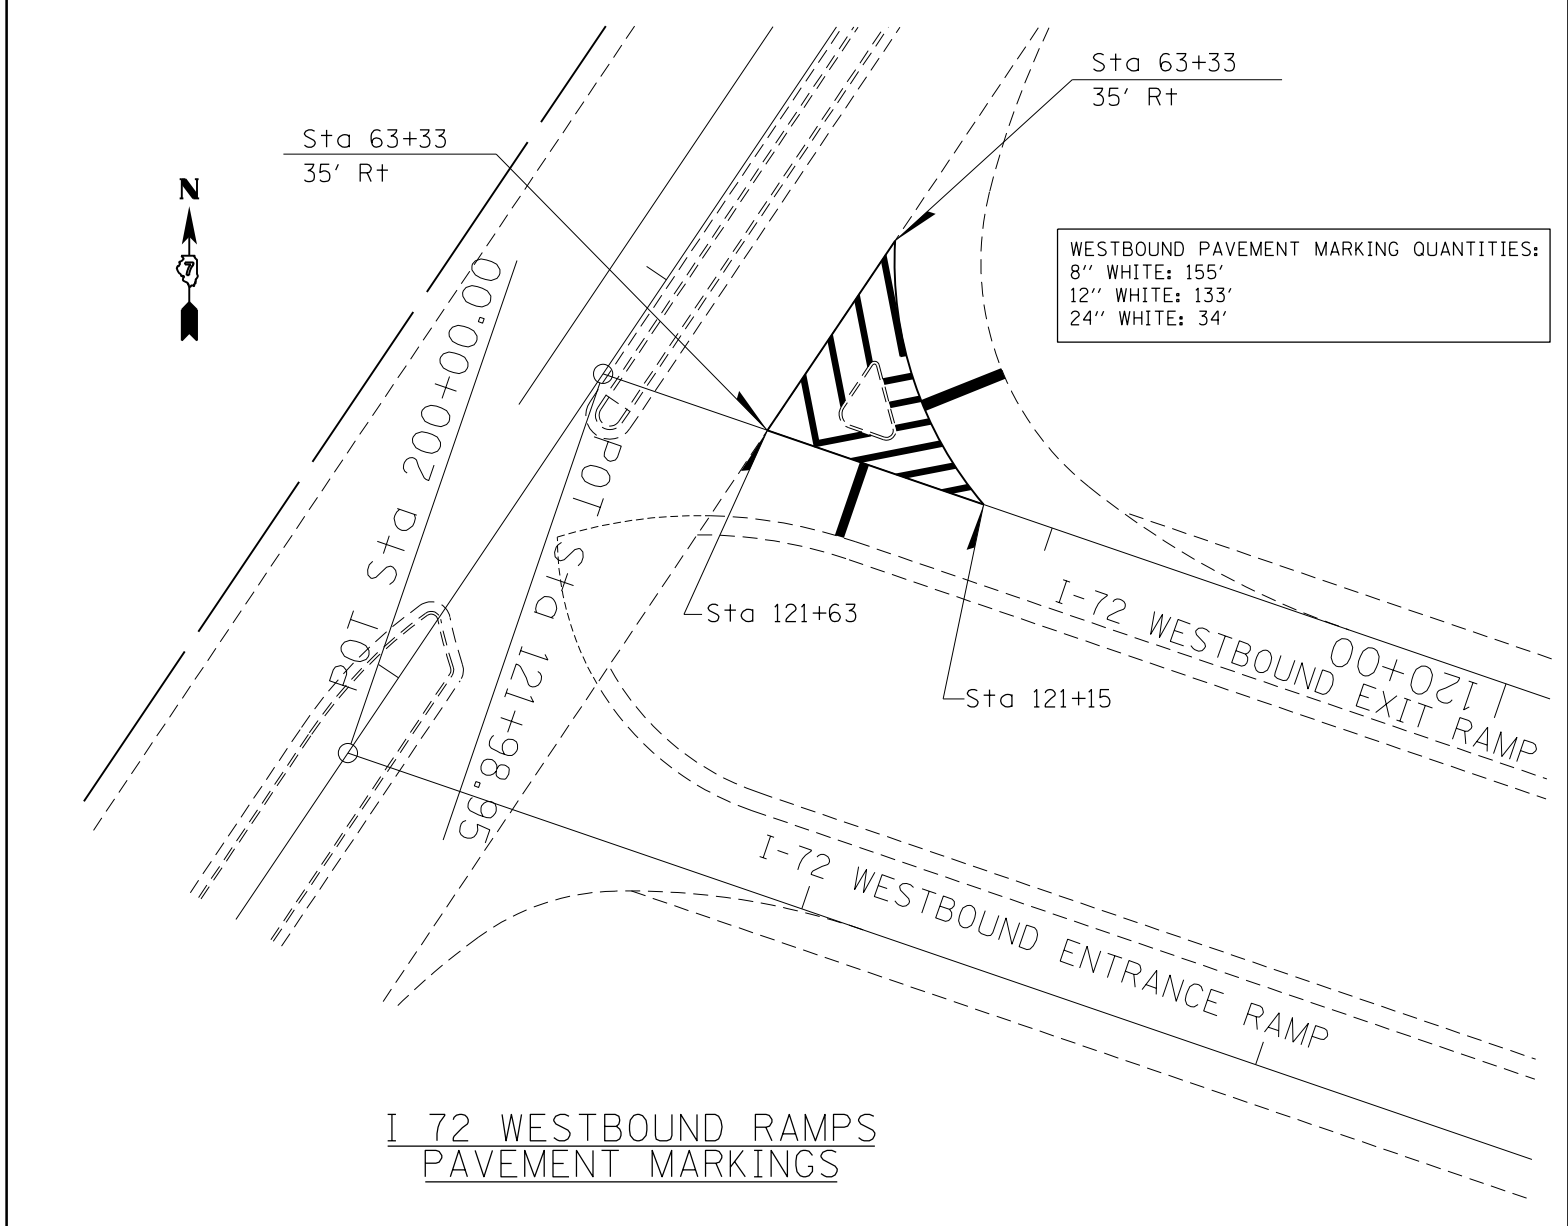 Sta 63+33
35' Rt
Sta 63+33
35' Rt
N
7
WESTBOUND PAVEMENT MARKING QUANTITIES:
8'' WHITE: 155'
12'' WHITE: 133'
24'' WHITE: 34'
POT Sta 200+00.00
POT Sta 121+98.95
Sta 121+63
Sta 121+15
I-72 WESTBOUND EXIT RAMP
120+00
I-72 WESTBOUND ENTRANCE RAMP
I 72 WESTBOUND RAMPS
PAVEMENT MARKINGS